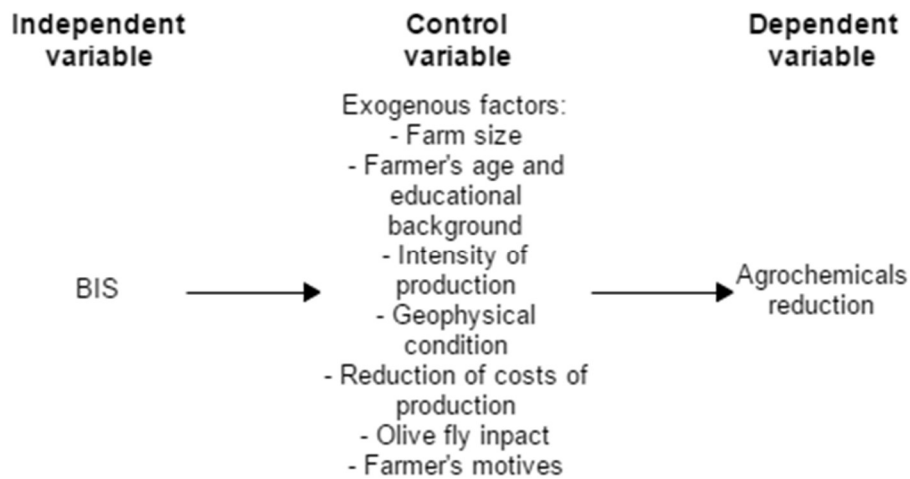 Independent
variable
Control
variable
Dependent
variable
Exogenous factors:
- Farm size
- Farmer's age and
educational
background
- Intensity of
production
- Geophysical
condition
- Reduction of costs of
production
- Olive fly inpact
- Farmer's motives
BIS
Agrochemicals
reduction